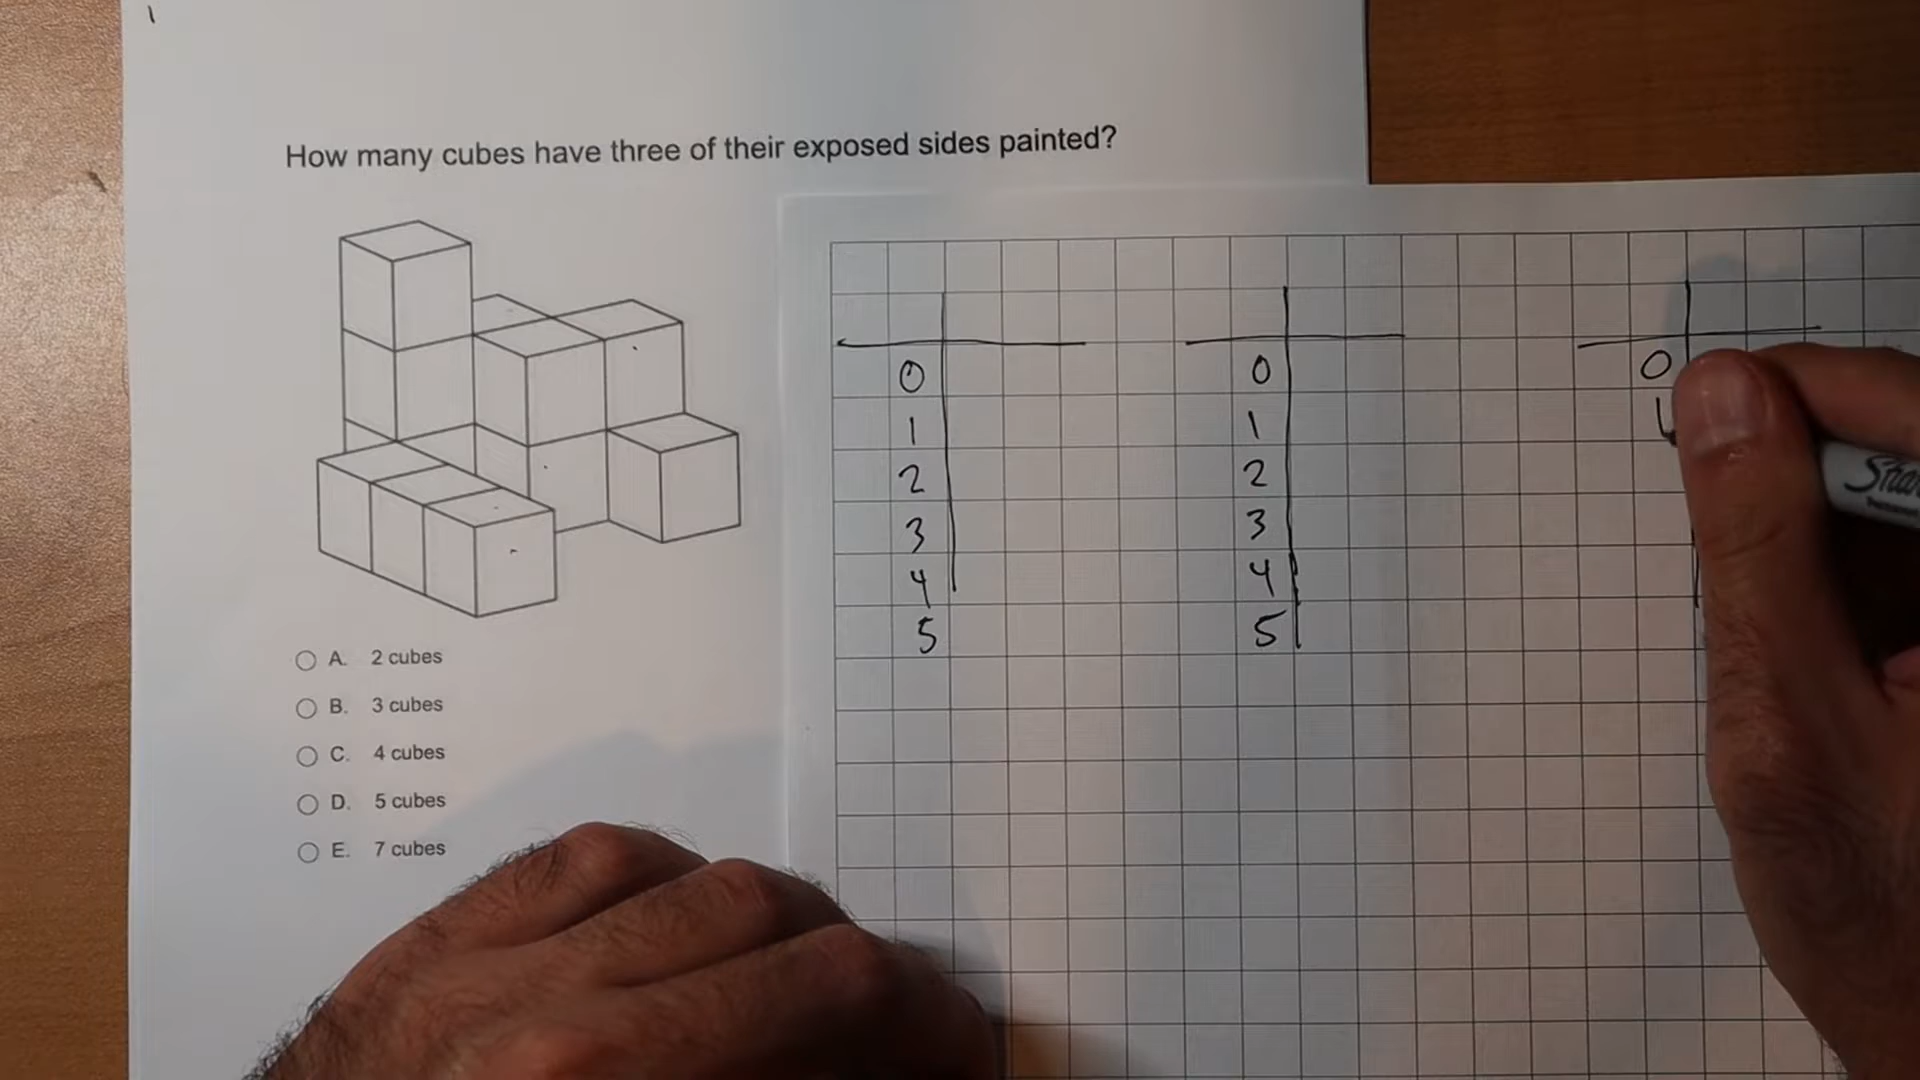 How many cubes have three of their exposed sides painted?
A. 2 cubes
B. 3 cubes
C. 4 cubes
D. 5 cubes
E. 7 cubes
0
1
2
3
4
5
0
1
2
3
4
5
0